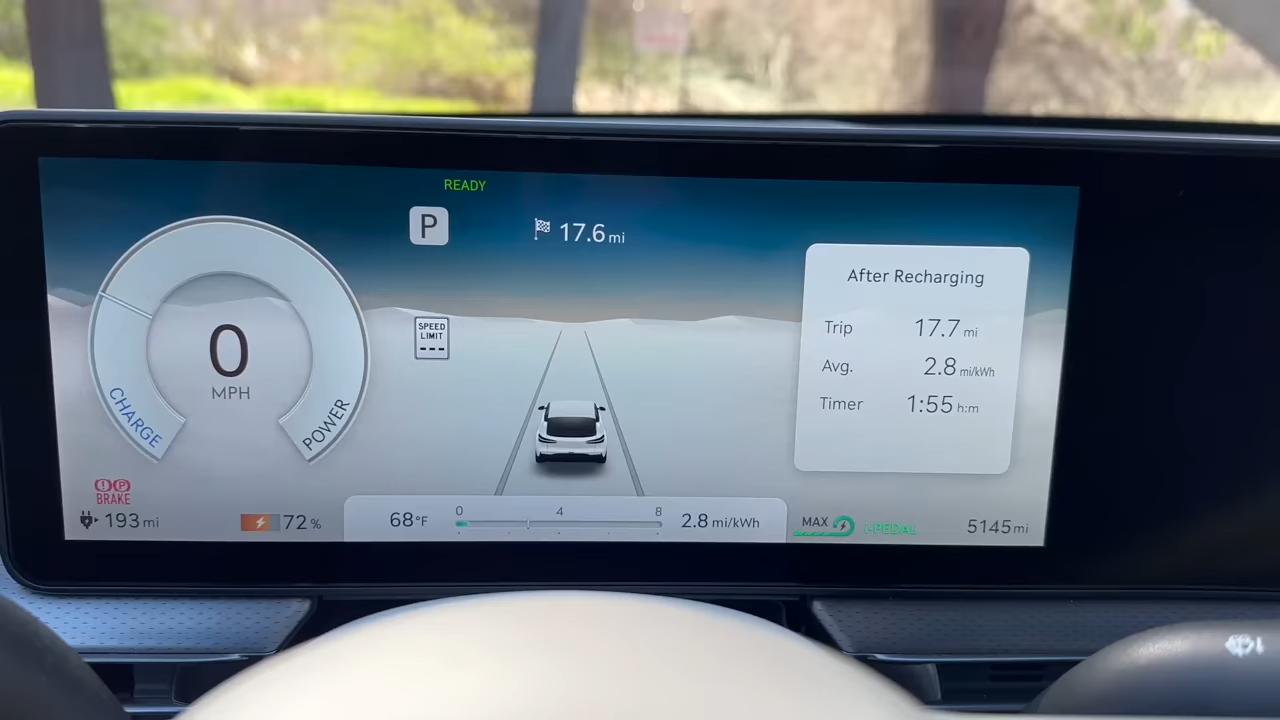 READY
P
17.6 mi
After Recharging
Trip 17.7 mi
Avg. 2.8 mi/kWh
Timer 1:55 h:m
SPEED
LIMIT
---
0
MPH
CHARGE
POWER
P
BRAKE
193 mi
72 %
68°F
0 4 8
2.8 mi/kWh
MAX
i-PEDAL
5145 mi